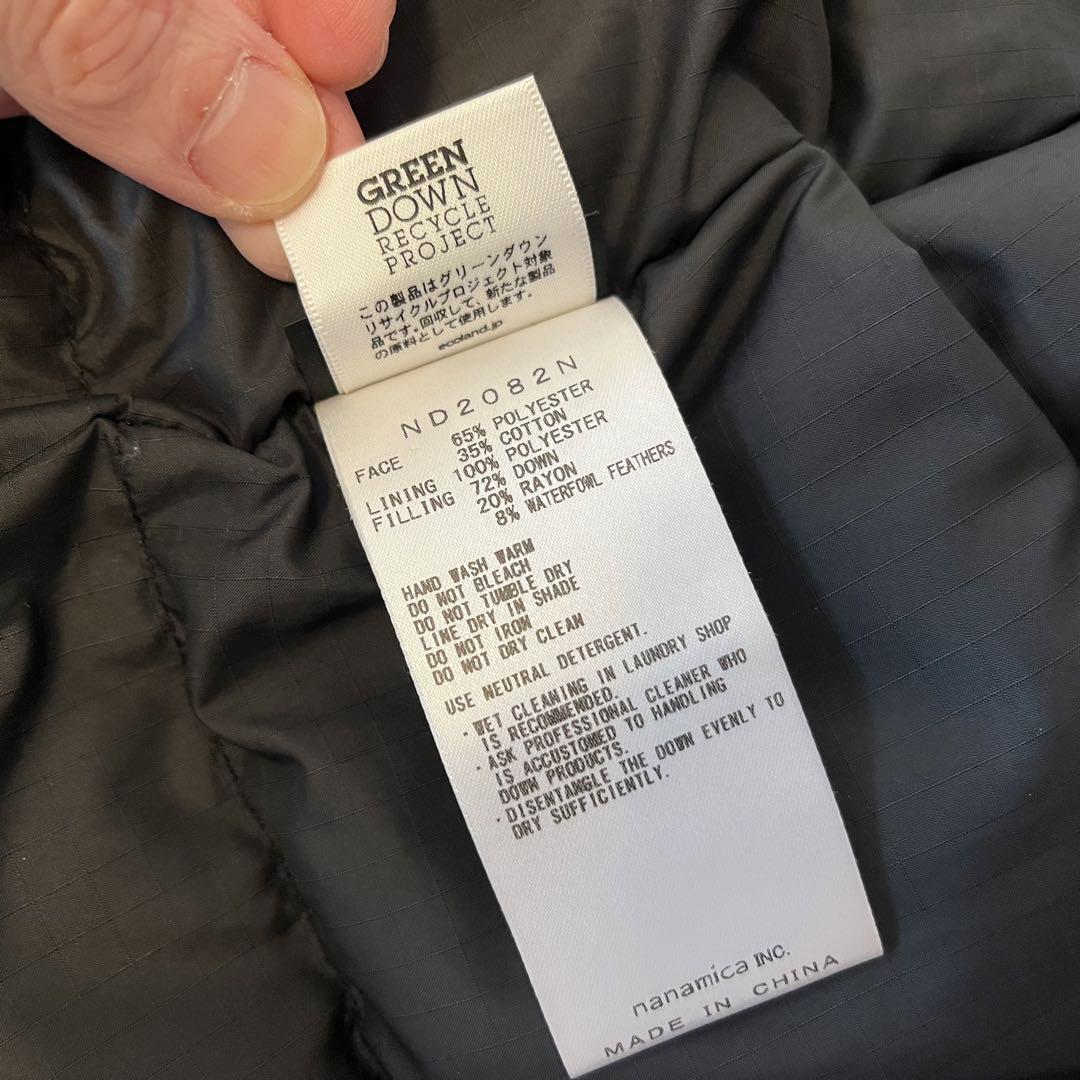 GREEN
DOWN
RECYCLE
PROJECT
この製品はグリーンダウン
リサイクルプロジェクト対象
品です。回収して、新たな製品
の原料として使用します。
ecoland.jp
ND2082N
FACE 65% POLYESTER
35% COTTON
LINING 100% POLYESTER
FILLING 72% DOWN
20% RAYON
8% WATERFOWL FEATHERS
HAND WASH WARM
DO NOT BLEACH
DO NOT TUMBLE DRY
LINE DRY IN SHADE
DO NOT IRON
DO NOT DRY CLEAN
USE NEUTRAL DETERGENT.
・WET CLEANING IN LAUNDRY SHOP
IS RECOMMENDED.
・ASK PROFESSIONAL CLEANER WHO
IS ACCUSTOMED TO HANDLING
DOWN PRODUCTS.
・DISENTANGLE THE DOWN EVENLY TO
DRY SUFFICIENTLY.
nanamica INC.
MADE IN CHINA